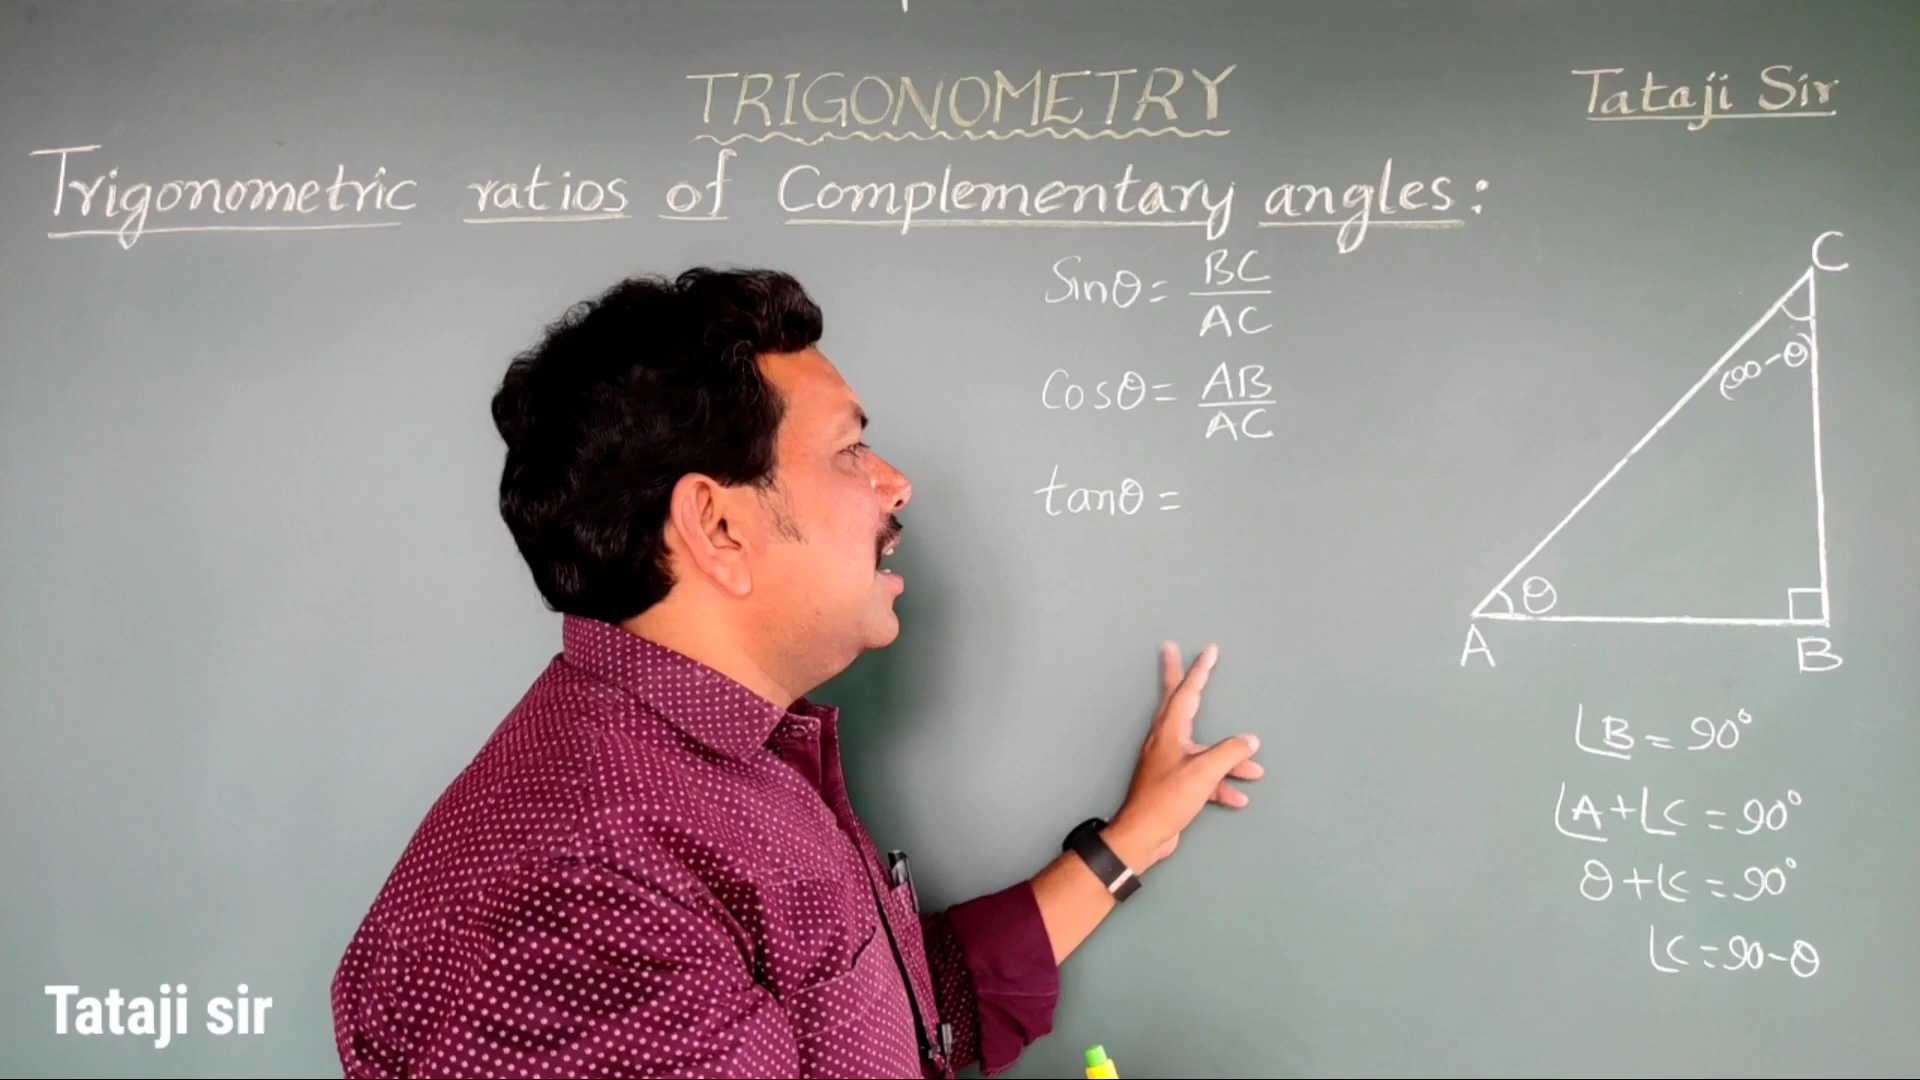 TRIGONOMETRY
Tataji Sir
Trigonometric ratios of Complementary angles:
Sinθ = BC/AC
Cosθ = AB/AC
tanθ =
C
(90-θ)
θ
A
B
∠B = 90°
∠A + ∠C = 90°
θ + ∠C = 90°
∠C = 90-θ
Tataji sir